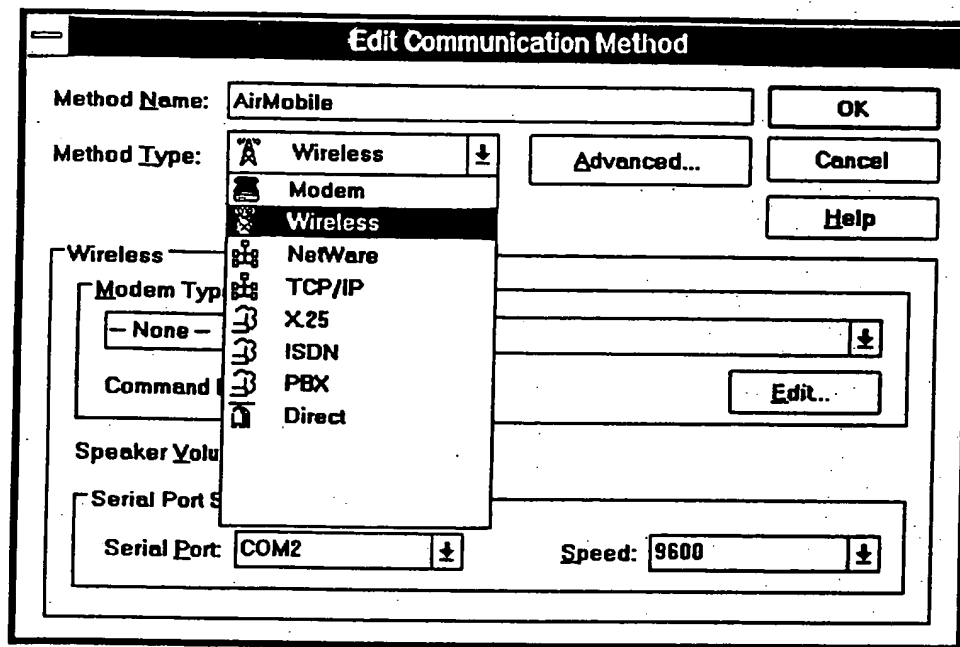 Edit Communication Method
Method Name: AirMobile
OK
Method Type: Wireless
Advanced...
Cancel
Modem
Wireless
Help
Wireless
NetWare
Modem Typ
TCP/IP
– None –
X.25
ISDN
Command
PBX
Edit...
Direct
Speaker Volu
Serial Port S
Serial Port: COM2
Speed: 9600